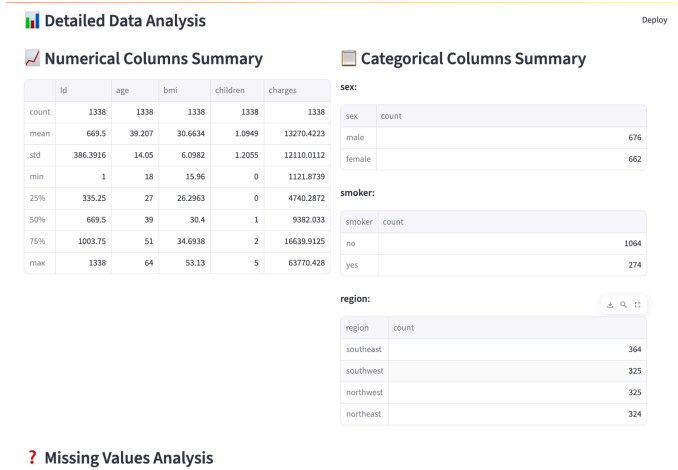 Deploy
Detailed Data Analysis
Numerical Columns Summary
Id age bmi children charges
count 1338 1338 1338 1338 1338
mean 669.5 39.207 30.6634 1.0949 13270.4223
std 386.3916 14.05 6.0982 1.2055 12110.0112
min 1 18 15.96 0 1121.8739
25% 335.25 27 26.2963 0 4740.2872
50% 669.5 39 30.4 1 9382.033
75% 1003.75 51 34.6938 2 16639.9125
max 1338 64 53.13 5 63770.428
Categorical Columns Summary
sex:
sex count
male 676
female 662
smoker:
smoker count
no 1064
yes 274
region:
region count
southeast 364
southwest 325
northwest 325
northeast 324
? Missing Values Analysis